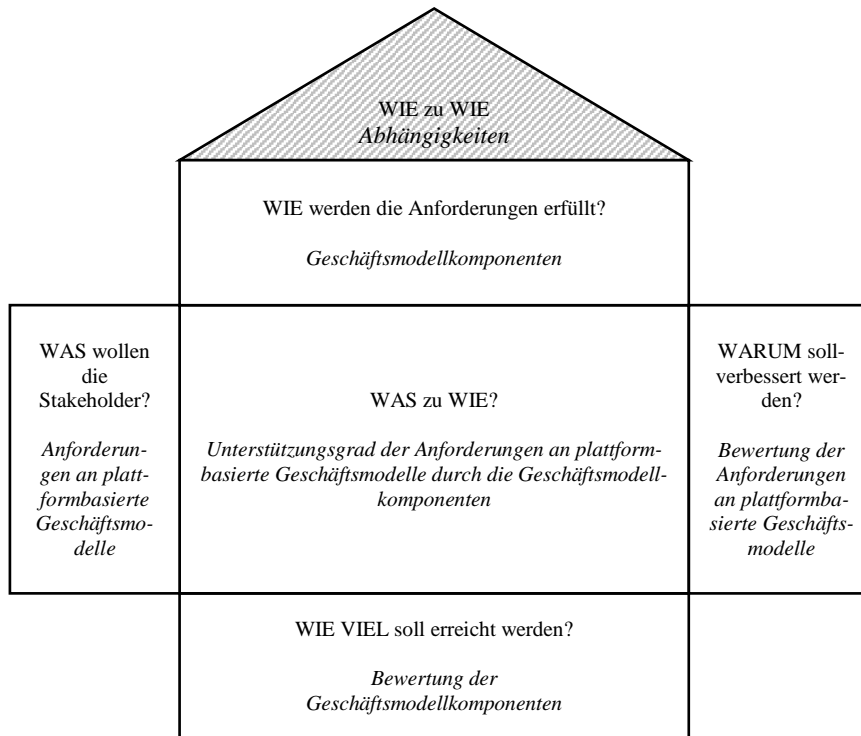 WIE zu WIE
Abhängigkeiten
WIE werden die Anforderungen erfüllt?
Geschäftsmodellkomponenten
WAS wollen
die
Stakeholder?
Anforderun-
gen an platt-
formbasierte
Geschäftsmo-
delle
WAS zu WIE?
Unterstützungsgrad der Anforderungen an plattform-
basierte Geschäftsmodelle durch die Geschäftsmodell-
komponenten
WARUM soll-
verbessert wer-
den?
Bewertung der
Anforderungen
an plattformba-
sierte Geschäfts-
modelle
WIE VIEL soll erreicht werden?
Bewertung der
Geschäftsmodellkomponenten